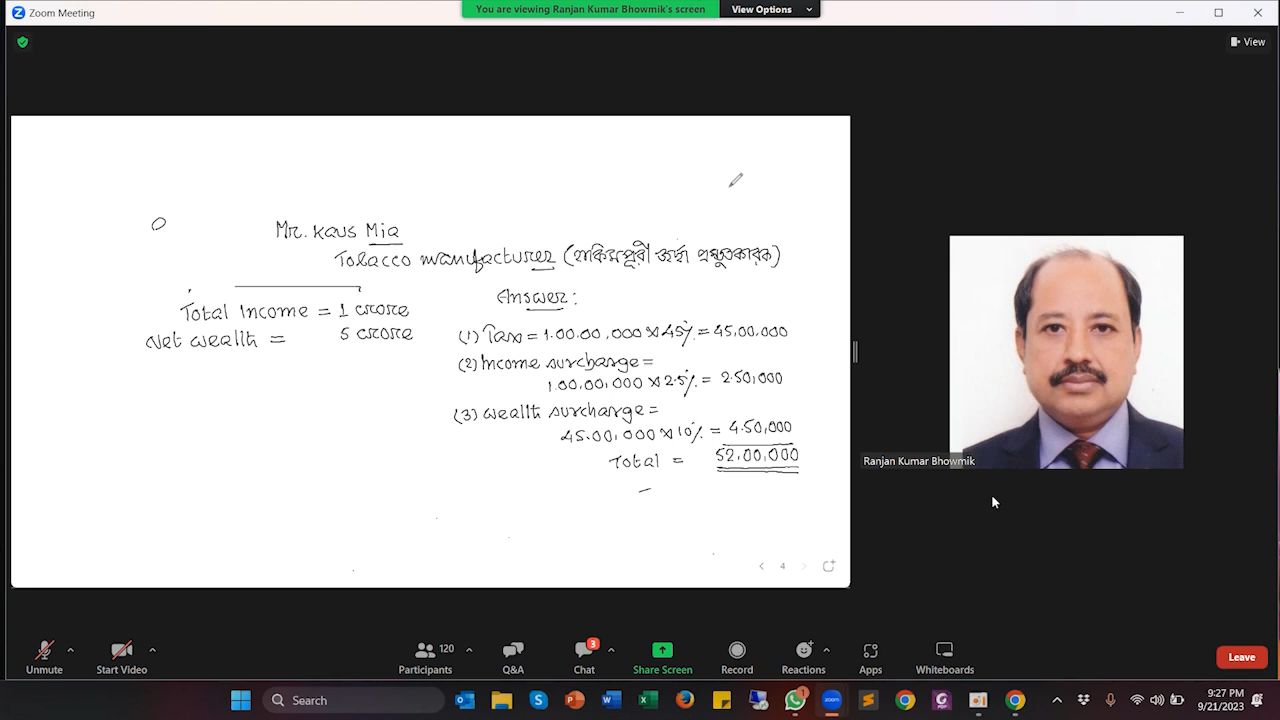 Zoom Meeting
You are viewing Ranjan Kumar Bhowmik's screen
View Options
View
Mr. Kaus Mia
Tobacco manufacturer (হাকিমপুরী জর্দ্দা প্রস্তুতকারক)
Answer:
Total Income = 1 crore
Net wealth = 5 crore
(1) Tax = 1.00.00,000 × 45% = 45,00,000
(2) Income surcharge =
1.00,00,000 × 2.5% = 2.50,000
(3) wealth surcharge =
45.00,000 × 10% = 4.50,000
Total = 52,00,000
4
Ranjan Kumar Bhowmik
Unmute
Start Video
120
Participants
Q&A
3
Chat
Share Screen
Record
Reactions
Apps
Whiteboards
Leave
Search
1
9:27 PM
9/21/2023